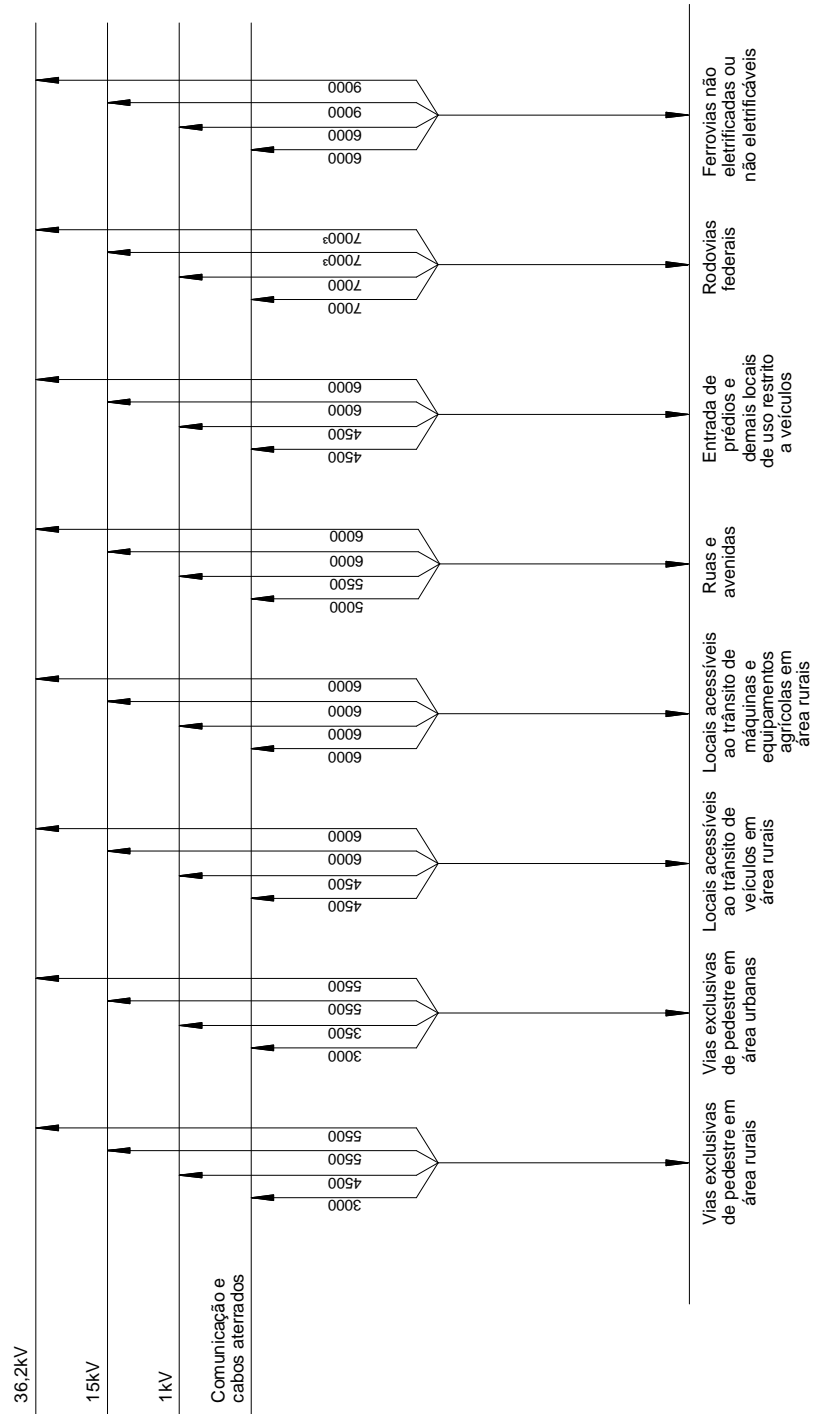 36,2kV
15kV
1kV
Comunicação e
cabos aterrados
3000
4500
5500
5500
3000
3500
5500
5500
4500
4500
6000
6000
6000
6000
6000
6000
5000
5500
6000
6000
4500
4500
6000
6000
7000
7000
7000³
7000³
6000
6000
9000
9000
Vias exclusivas
de pedestre em
área rurais
Vias exclusivas
de pedestre em
área urbanas
Locais acessíveis
ao trânsito de
veículos em
área rurais
Locais acessíveis
ao trânsito de
máquinas e
equipamentos
agrícolas em
área rurais
Ruas e
avenidas
Entrada de
prédios e
demais locais
de uso restrito
a veículos
Rodovias
federais
Ferrovias não
eletrificadas ou
não eletrificáveis